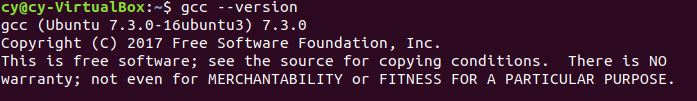 cy@cy-VirtualBox:~$ gcc --version
gcc (Ubuntu 7.3.0-16ubuntu3) 7.3.0
Copyright (C) 2017 Free Software Foundation, Inc.
This is free software; see the source for copying conditions.  There is NO
warranty; not even for MERCHANTABILITY or FITNESS FOR A PARTICULAR PURPOSE.